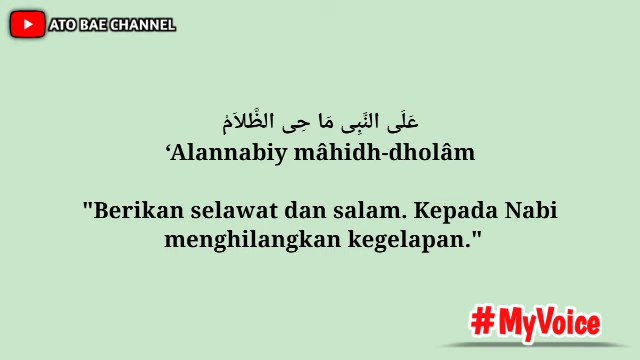 ATO BAE CHANNEL
عَلَى النَّبِى مَا حِى الظَّلاَمْ
‘Alannabiy mâhidh-dholâm
"Berikan selawat dan salam. Kepada Nabi
menghilangkan kegelapan."
#MyVoice